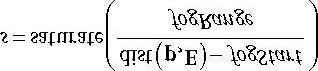 s = saturate( (dist(p,E) − fogStart) / fogRange )